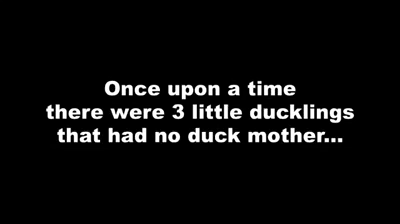 Once upon a time
there were 3 little ducklings
that had no duck mother...